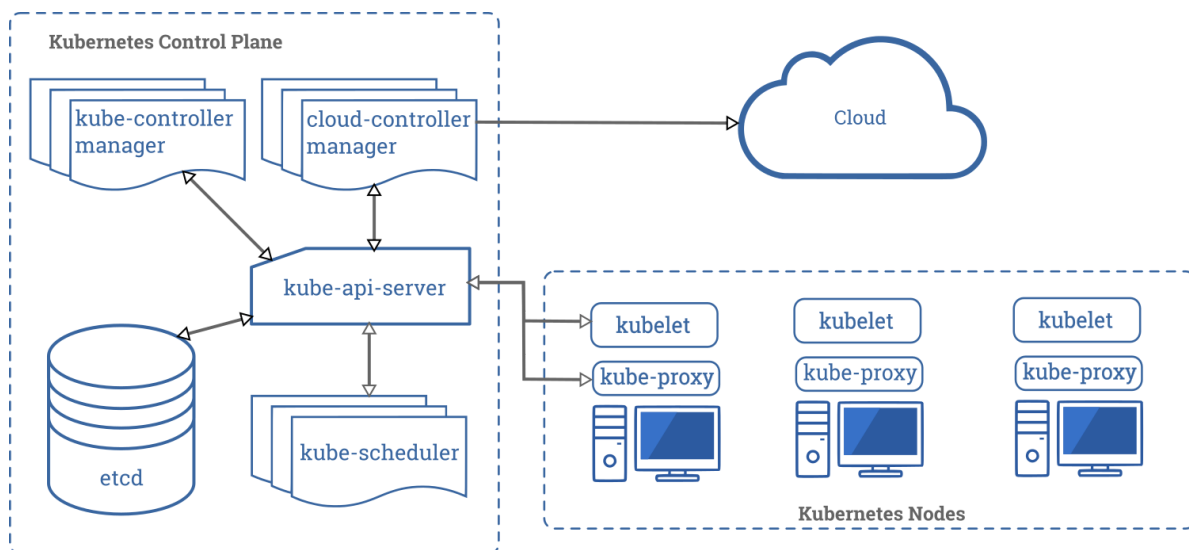 Kubernetes Control Plane
kube-controller
manager
cloud-controller
manager
Cloud
kube-api-server
kubelet
kubelet
kubelet
kube-proxy
kube-proxy
kube-proxy
etcd
kube-scheduler
Kubernetes Nodes